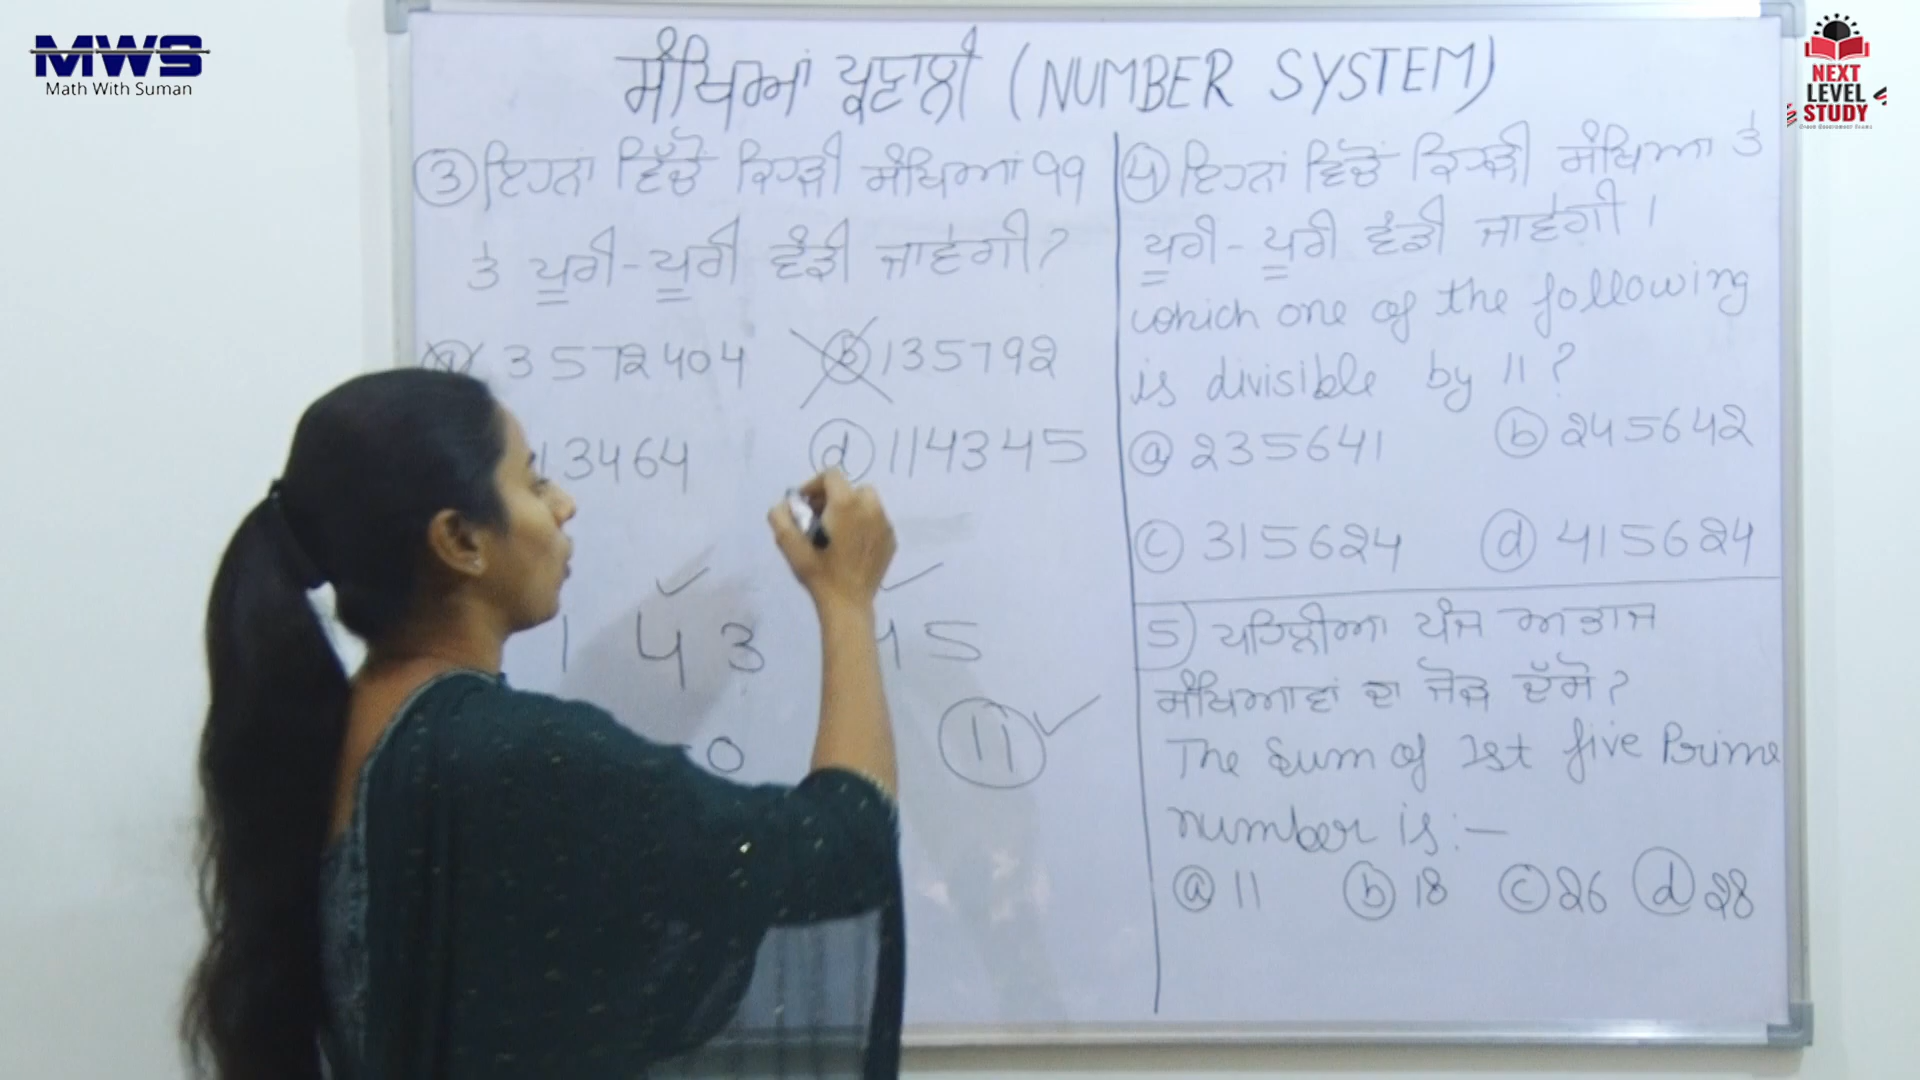 MWS
Math With Suman
NEXT
LEVEL
STUDY
ਸੰਖਿਆਂ ਪ੍ਰਣਾਲੀ (NUMBER SYSTEM)
③ ਇਹਨਾਂ ਵਿੱਚੋਂ ਕਿਹੜੀ ਸੰਖਿਆਂ 11
ਤੇ ਪੂਰੀ-ਪੂਰੀ ਵੰਡੀ ਜਾਵੇਗੀ?
ⓐ 3572404 ⓑ 135792
13464 ⓓ 114345
1 4 3 4 5
0 11
④ ਇਹਨਾਂ ਵਿੱਚੋਂ ਕਿਹੜੀ ਸੰਖਿਆ ਤੇ
ਪੂਰੀ-ਪੂਰੀ ਵੰਡੀ ਜਾਵੇਗੀ।
which one of the following
is divisible by 11?
ⓐ 235641 ⓑ 245642
ⓒ 315624 ⓓ 415624
5) ਪਹਿਲੀਆ ਪੰਜ ਅਭਾਜ
ਸੰਖਿਆਵਾਂ ਦਾ ਜੋੜ ਦੱਸੋ?
The Sum of 1st five Prime
number is:—
ⓐ 11 ⓑ 18 ⓒ 26 ⓓ 28